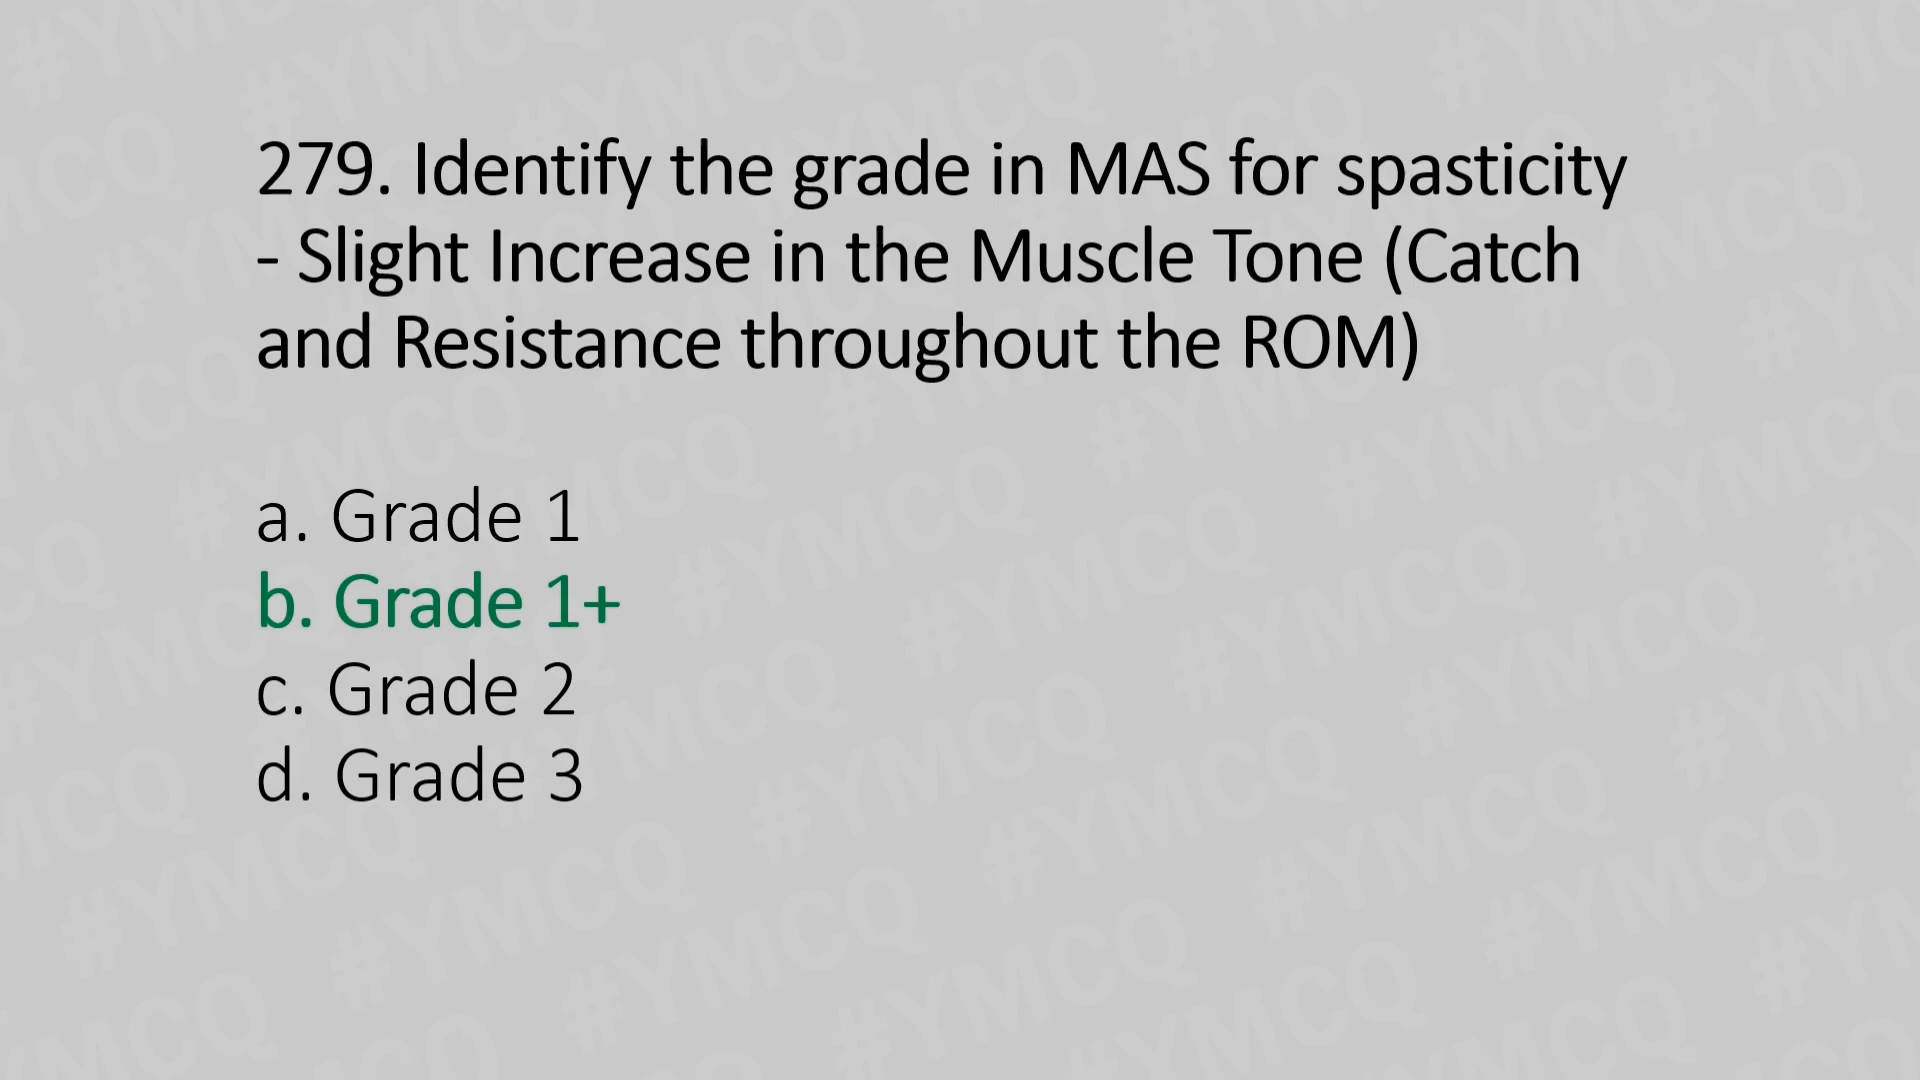 279. Identify the grade in MAS for spasticity
- Slight Increase in the Muscle Tone (Catch
and Resistance throughout the ROM)
a. Grade 1
b. Grade 1+
c. Grade 2
d. Grade 3
#YMCQ